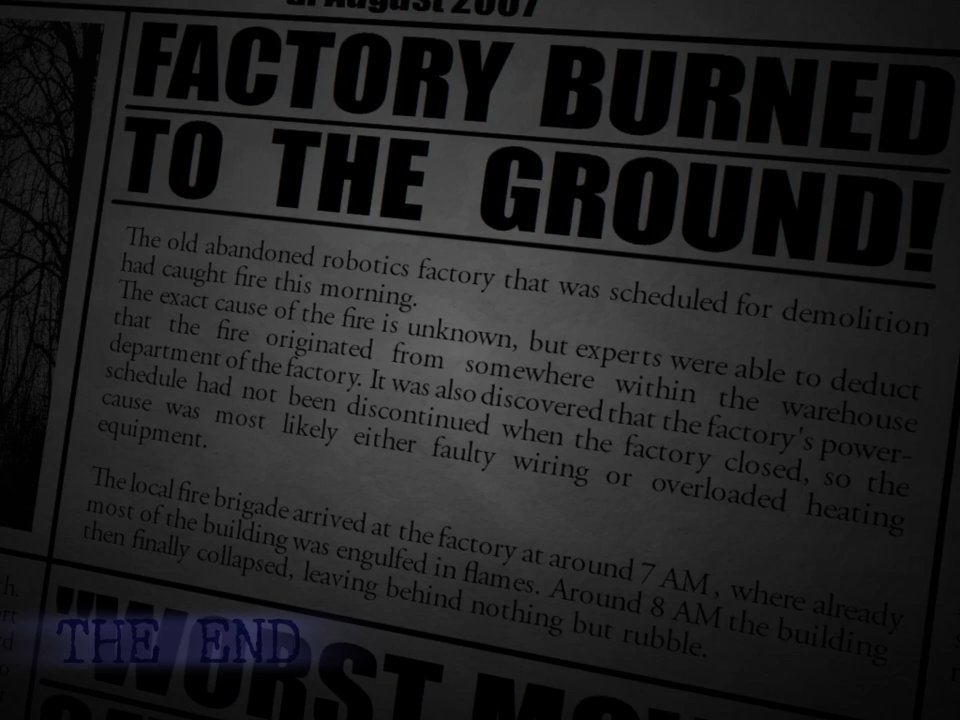 August 2007
FACTORY BURNED
TO THE GROUND!
The old abandoned robotics factory that was scheduled for demolition
had caught fire this morning.
The exact cause of the fire is unknown, but experts were able to deduct
that the fire originated from somewhere within the warehouse
department of the factory. It was also discovered that the factory's power-
schedule had not been discontinued when the factory closed, so the
cause was most likely either faulty wiring or overloaded heating
equipment.
The local fire brigade arrived at the factory at around 7 AM, where already
most of the building was engulfed in flames. Around 8 AM the building
then finally collapsed, leaving behind nothing but rubble.
"WORST
THE END